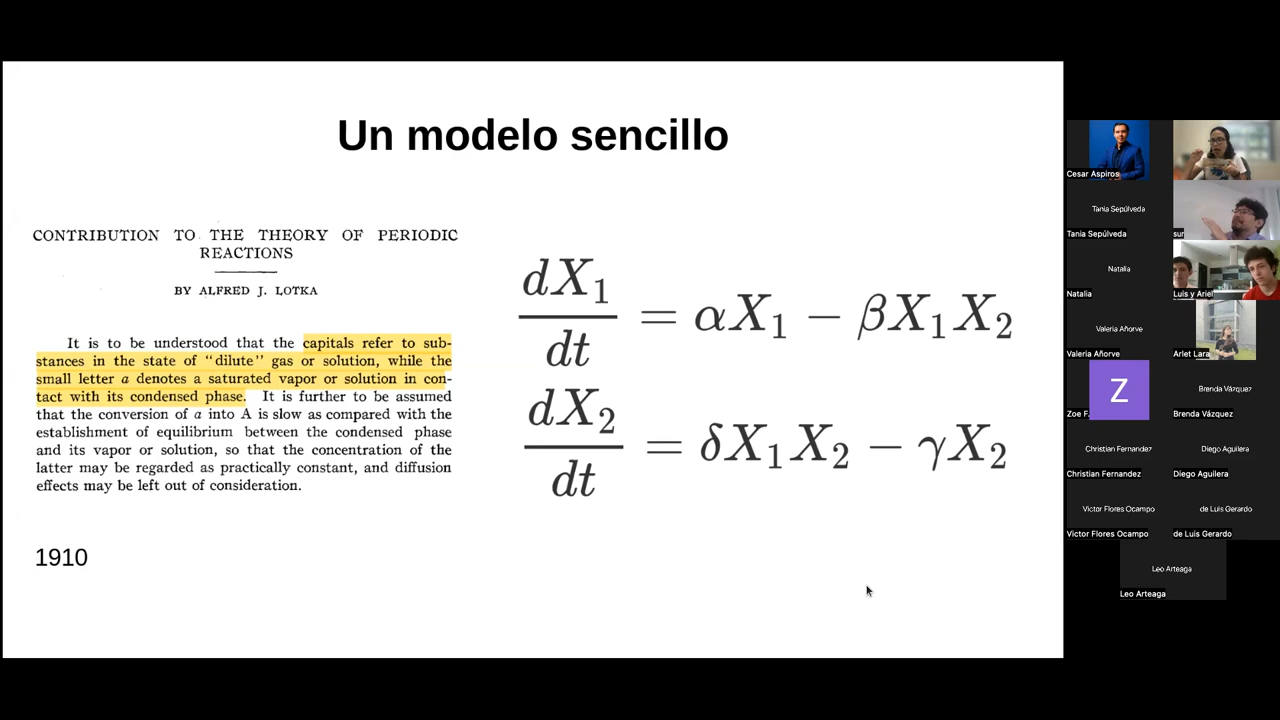 Un modelo sencillo
CONTRIBUTION TO THE THEORY OF PERIODIC
REACTIONS
BY ALFRED J. LOTKA
It is to be understood that the capitals refer to sub-
stances in the state of "dilute" gas or solution, while the
small letter a denotes a saturated vapor or solution in con-
tact with its condensed phase. It is further to be assumed
that the conversion of a into A is slow as compared with the
establishment of equilibrium between the condensed phase
and its vapor or solution, so that the concentration of the
latter may be regarded as practically constant, and diffusion
effects may be left out of consideration.
1910
dX₁/dt = αX₁ − βX₁X₂
dX₂/dt = δX₁X₂ − γX₂
Cesar Aspiros
Tania Sepúlveda
Tania Sepúlveda
sur
Natalia
Natalia
Luis y Ariel
Valeria Añorve
Valeria Añorve
Arlet Lara
Z
Zoe F.
Brenda Vázquez
Brenda Vázquez
Christian Fernandez
Christian Fernandez
Diego Aguilera
Diego Aguilera
Victor Flores Ocampo
Victor Flores Ocampo
de Luis Gerardo
de Luis Gerardo
Leo Arteaga
Leo Arteaga